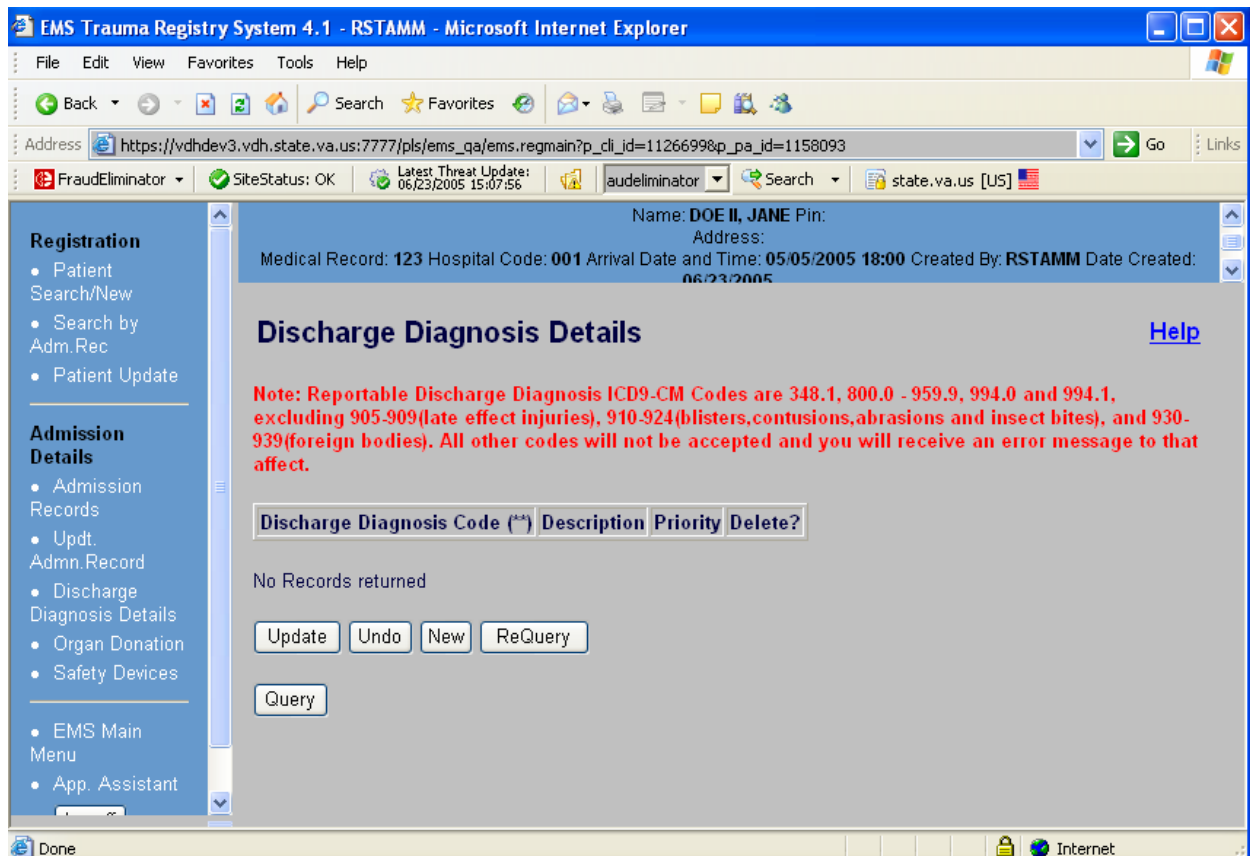 EMS Trauma Registry System 4.1 - RSTAMM - Microsoft Internet Explorer
File Edit View Favorites Tools Help
Back Search Favorites
Address https://vdhdev3.vdh.state.va.us:7777/pls/ems_qa/ems.regmain?p_cli_id=1126699&p_pa_id=1158093 Go Links
FraudEliminator SiteStatus: OK Latest Threat Update: 06/23/2005 15:07:56 audeliminator Search state.va.us [US]
Registration
• Patient
Search/New
• Search by
Adm.Rec
• Patient Update
Admission
Details
• Admission
Records
• Updt.
Admn.Record
• Discharge
Diagnosis Details
• Organ Donation
• Safety Devices
• EMS Main
Menu
• App. Assistant
Name: DOE II, JANE Pin:
Address:
Medical Record: 123 Hospital Code: 001 Arrival Date and Time: 05/05/2005 18:00 Created By: RSTAMM Date Created:
06/23/2005
Discharge Diagnosis Details
Help
Note: Reportable Discharge Diagnosis ICD9-CM Codes are 348.1, 800.0 - 959.9, 994.0 and 994.1,
excluding 905-909(late effect injuries), 910-924(blisters,contusions,abrasions and insect bites), and 930-
939(foreign bodies). All other codes will not be accepted and you will receive an error message to that
affect.
Discharge Diagnosis Code (**) Description Priority Delete?
No Records returned
Update Undo New ReQuery
Query
Done Internet